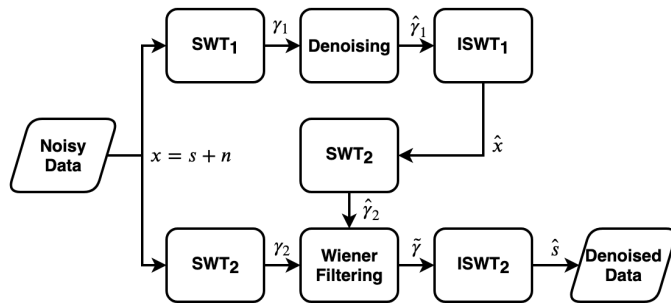 SWT₁
γ₁
Denoising
γ̂₁
ISWT₁
Noisy
Data
x = s + n
SWT₂
x̂
γ̂₂
SWT₂
γ₂
Wiener
Filtering
γ̃
ISWT₂
ŝ
Denoised
Data